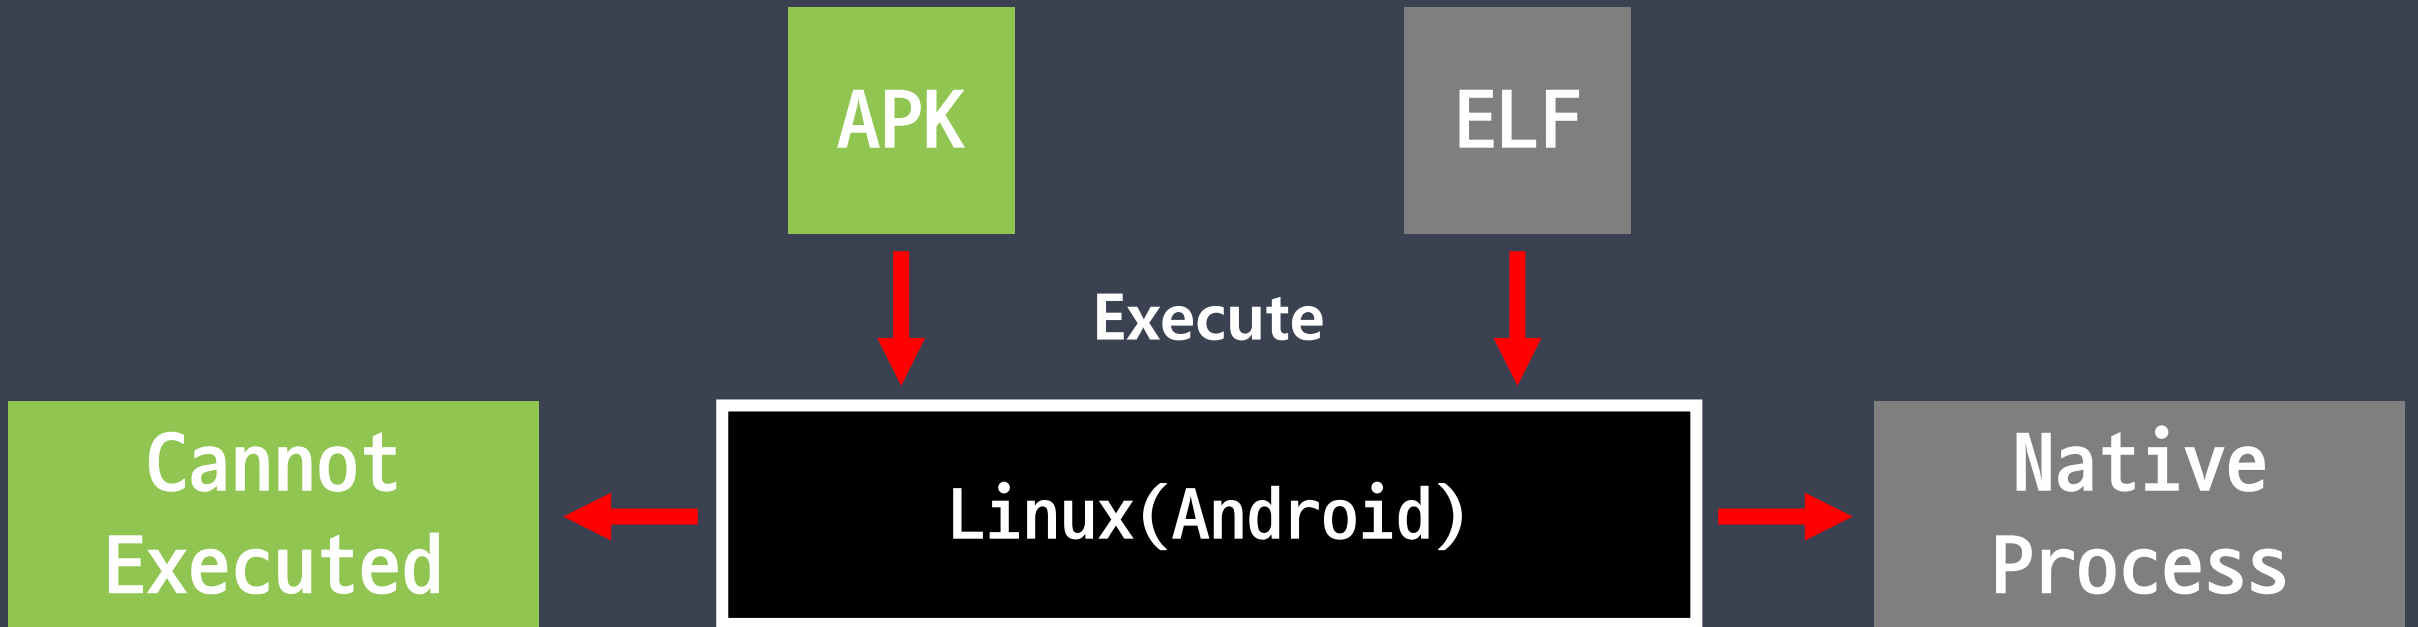 APK
ELF
Execute
Cannot
Executed
Linux(Android)
Native
Process